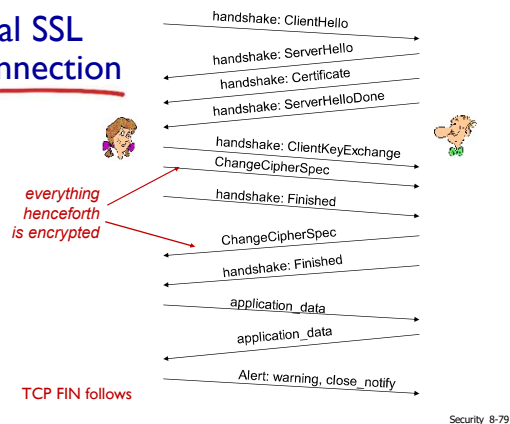 al SSL
nnection
handshake: ClientHello
handshake: ServerHello
handshake: Certificate
handshake: ServerHelloDone
handshake: ClientKeyExchange
ChangeCipherSpec
everything
henceforth
is encrypted
handshake: Finished
ChangeCipherSpec
handshake: Finished
application_data
application_data
Alert: warning, close_notify
TCP FIN follows
Security 8-79